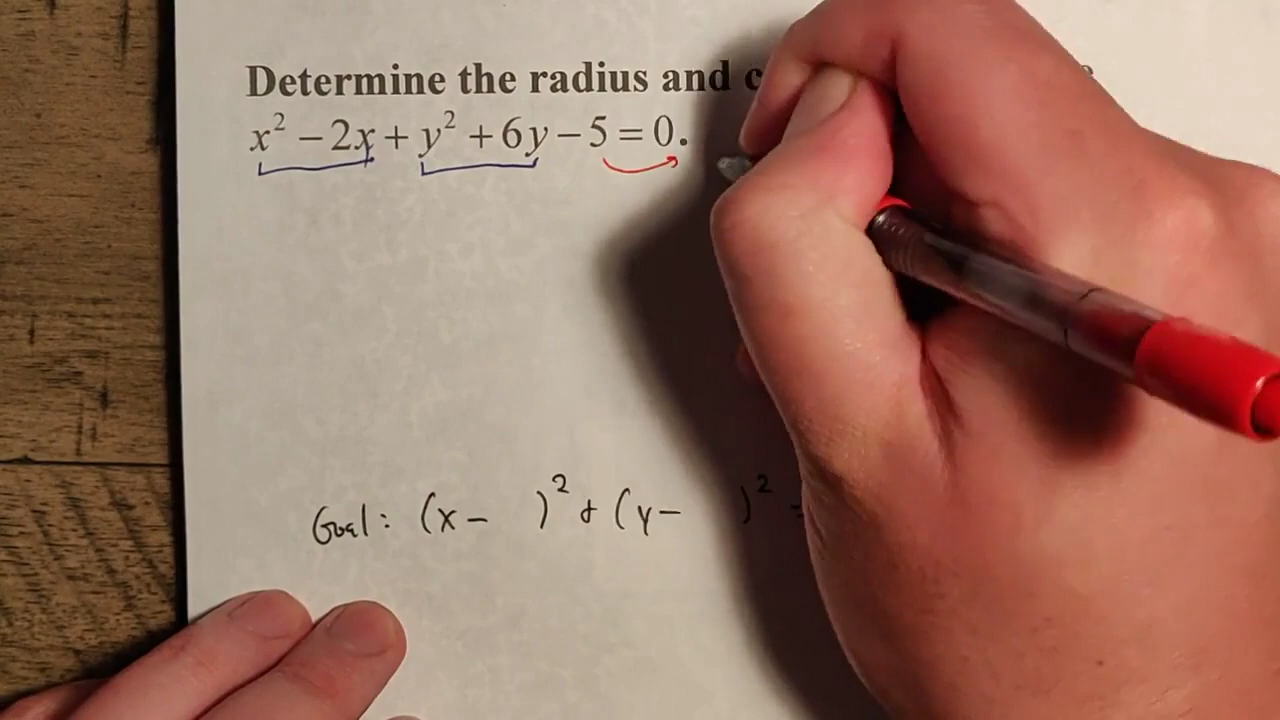 Determine the radius and
x² − 2x + y² + 6y − 5 = 0.
Goal: (x − )² + (y − )²